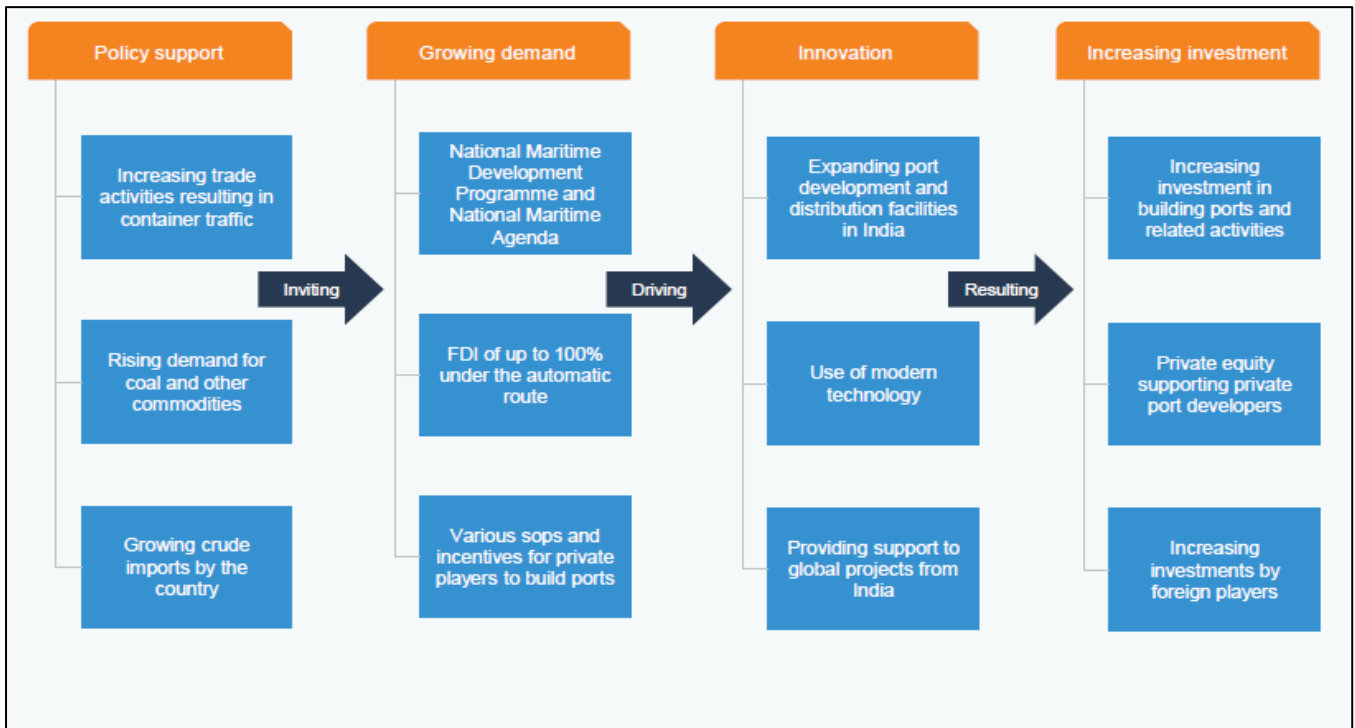 Policy support
Increasing trade
activities resulting in
container traffic
Rising demand for
coal and other
commodities
Growing crude
imports by the
country
Inviting
Growing demand
National Maritime
Development
Programme and
National Maritime
Agenda
FDI of up to 100%
under the automatic
route
Various sops and
incentives for private
players to build ports
Driving
Innovation
Expanding port
development and
distribution facilities
in India
Use of modern
technology
Providing support to
global projects from
India
Resulting
Increasing investment
Increasing
investment in
building ports and
related activities
Private equity
supporting private
port developers
Increasing
investments by
foreign players